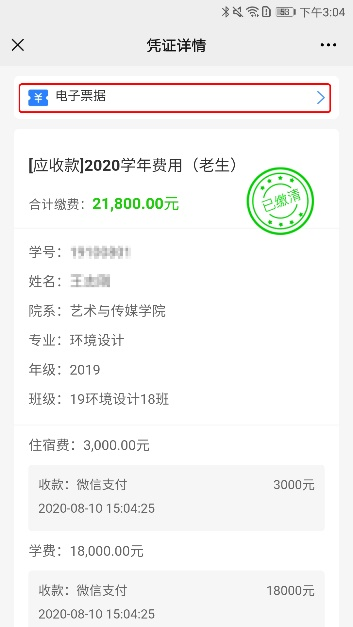 下午3:04
凭证详情
电子票据
[应收款]2020学年费用（老生）
合计缴费：21,800.00元
已缴清
学号：
姓名：
院系：艺术与传媒学院
专业：环境设计
年级：2019
班级：19环境设计18班
住宿费：3,000.00元
收款：微信支付 3000元
2020-08-10 15:04:25
学费：18,000.00元
收款：微信支付 18000元
2020-08-10 15:04:25